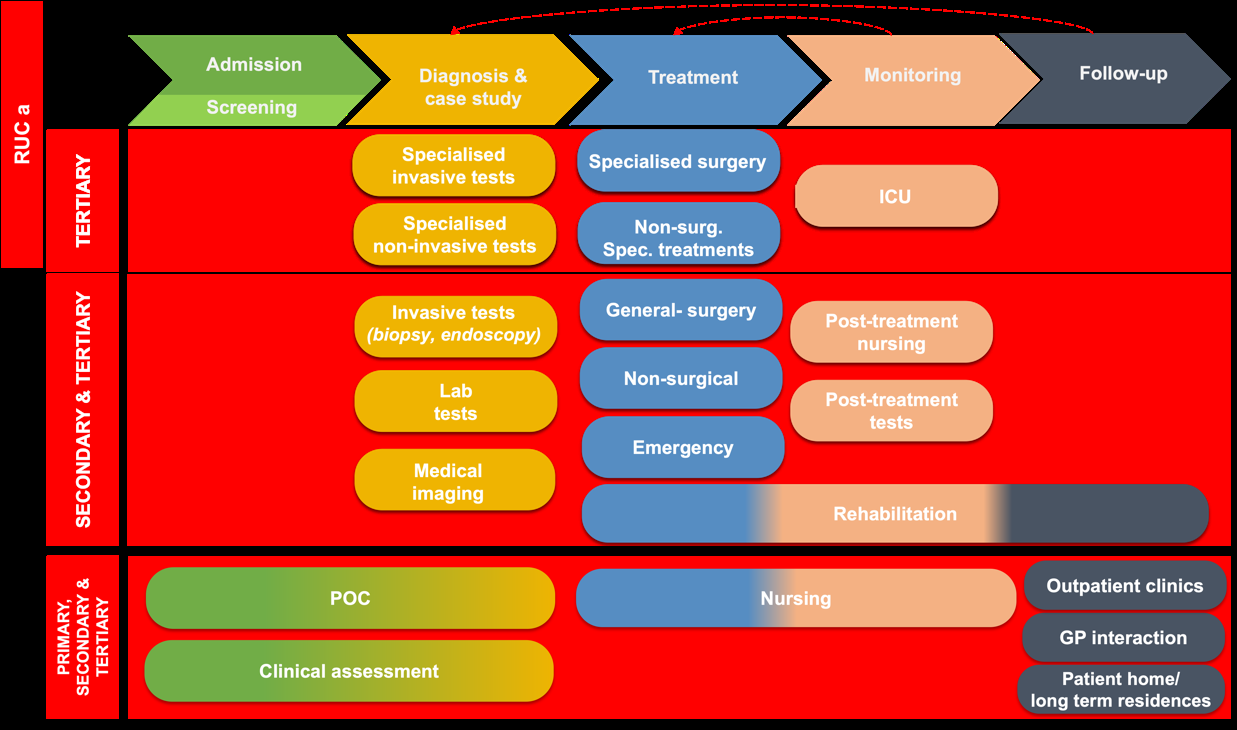 RUC a
Admission
Screening
Diagnosis &
case study
Treatment
Monitoring
Follow-up
TERTIARY
Specialised
invasive tests
Specialised
non-invasive tests
Specialised surgery
Non-surg.
Spec. treatments
ICU
SECONDARY & TERTIARY
Invasive tests
(biopsy, endoscopy)
Lab
tests
Medical
imaging
General- surgery
Non-surgical
Emergency
Post-treatment
nursing
Post-treatment
tests
Rehabilitation
PRIMARY,
SECONDARY &
TERTIARY
POC
Clinical assessment
Nursing
Outpatient clinics
GP interaction
Patient home/
long term residences